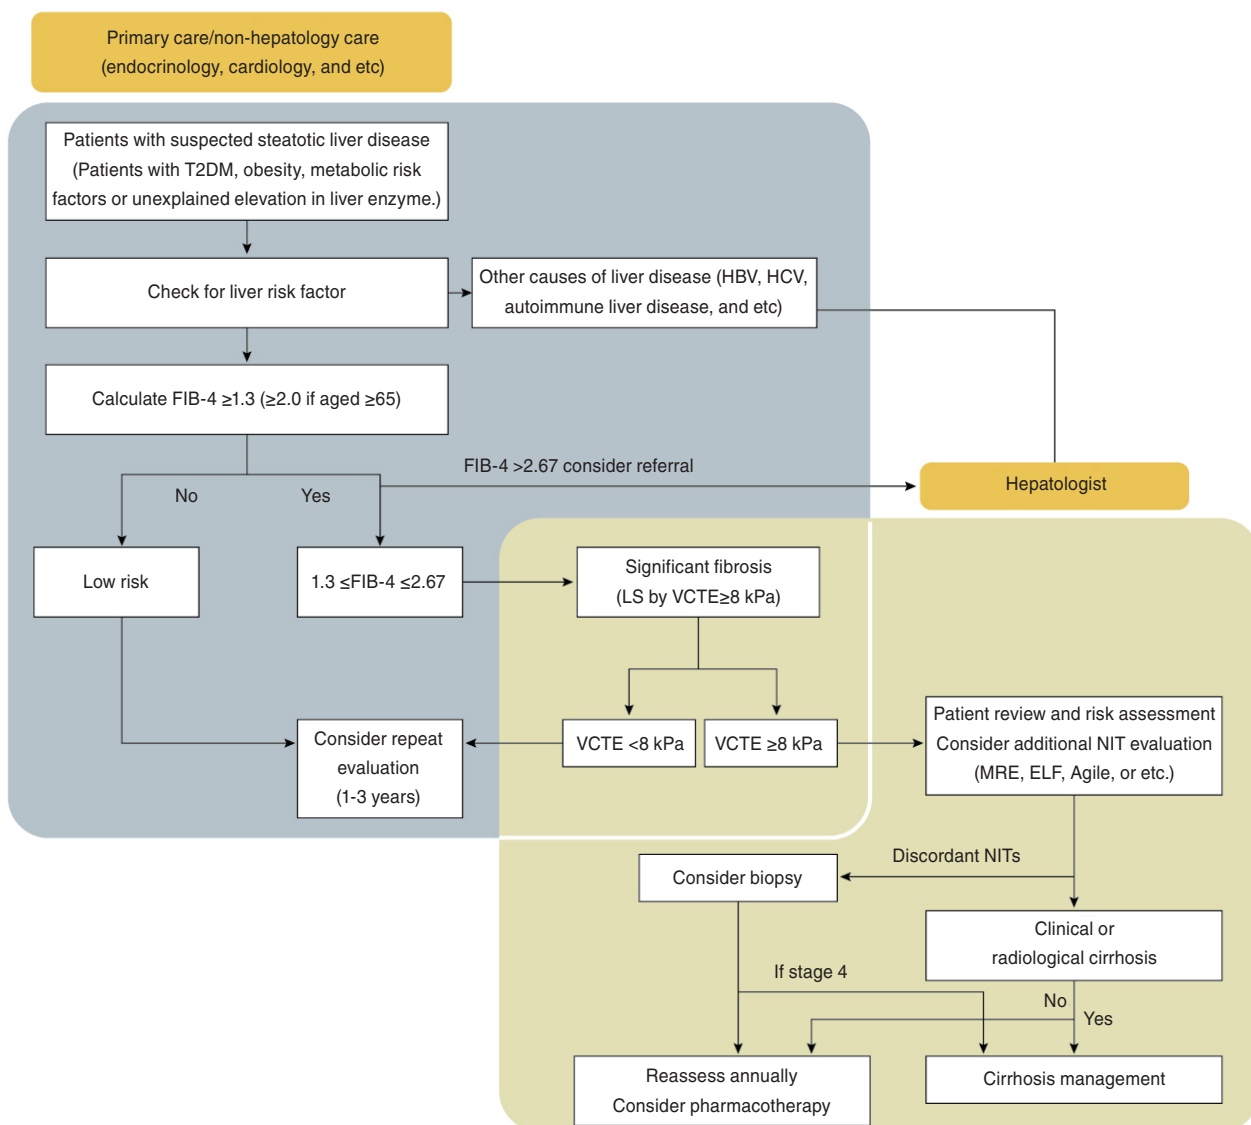 Primary care/non-hepatology care
(endocrinology, cardiology, and etc)
Patients with suspected steatotic liver disease
(Patients with T2DM, obesity, metabolic risk
factors or unexplained elevation in liver enzyme.)
Check for liver risk factor
Other causes of liver disease (HBV, HCV,
autoimmune liver disease, and etc)
Calculate FIB-4 ≥1.3 (≥2.0 if aged ≥65)
FIB-4 >2.67 consider referral
Hepatologist
No
Yes
Low risk
1.3 ≤FIB-4 ≤2.67
Significant fibrosis
(LS by VCTE≥8 kPa)
Consider repeat
evaluation
(1-3 years)
VCTE <8 kPa
VCTE ≥8 kPa
Patient review and risk assessment
Consider additional NIT evaluation
(MRE, ELF, Agile, or etc.)
Discordant NITs
Consider biopsy
Clinical or
radiological cirrhosis
If stage 4
No
Yes
Reassess annually
Consider pharmacotherapy
Cirrhosis management